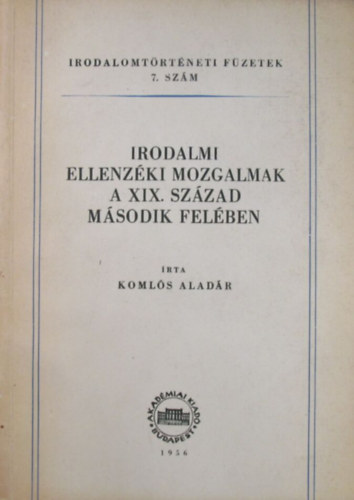 IRODALOMTÖRTÉNETI FÜZETEK
7. SZÁM
IRODALMI
ELLENZÉKI MOZGALMAK
A XIX. SZÁZAD
MÁSODIK FELÉBEN
ÍRTA
KOMLÓS ALADÁR
AKADÉMIAI KIADÓ
BUDAPEST
1956